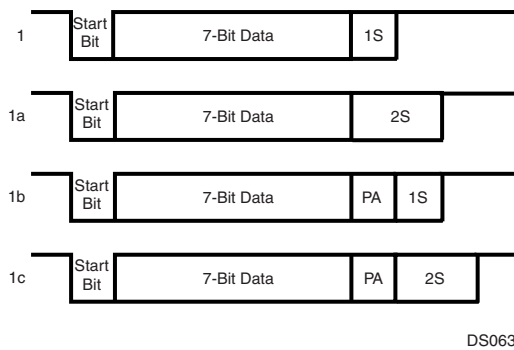 1 Start Bit 7-Bit Data 1S
1a Start Bit 7-Bit Data 2S
1b Start Bit 7-Bit Data PA 1S
1c Start Bit 7-Bit Data PA 2S
DS063